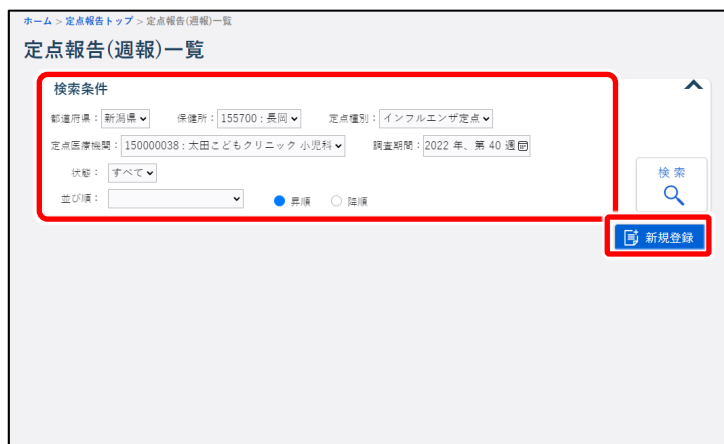 ホーム > 定点報告トップ > 定点報告(週報)一覧
定点報告(週報)一覧
検索条件
都道府県： 新潟県 保健所： 155700 : 長岡 定点種別： インフルエンザ定点
定点医療機関： 150000038 : 太田こどもクリニック 小児科 調査期間： 2022 年、第 40 週
状態： すべて
検 索
並び順： 昇順 降順
新規登録